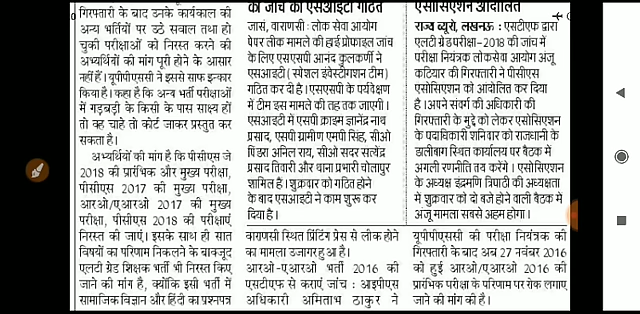 गिरफ्तारी के बाद उनके कार्यकाल की
अन्य भर्तियों पर उठे सवाल तथा हो
चुकी परीक्षाओं को निरस्त करने की
अभ्यर्थियों की मांग पूरी होने के आसार
नहीं हैं। यूपीपीएससी ने इससे साफ इन्कार
किया है। कहा है कि अन्य भर्ती परीक्षाओं
में गड़बड़ी के किसी के पास साक्ष्य हों
तो वह चाहे तो कोर्ट जाकर प्रस्तुत कर
सकता है।
अभ्यर्थियों की मांग है कि पीसीएस जे
2018 की प्रारंभिक और मुख्य परीक्षा,
पीसीएस 2017 की मुख्य परीक्षा,
आरओ/एआरओ 2017 की मुख्य
परीक्षा, पीसीएस 2018 की परीक्षाएं
निरस्त की जाएं। इसके साथ ही सात
विषयों का परिणाम निकलने के बावजूद
एलटी ग्रेड शिक्षक भर्ती भी निरस्त किए
जाने की मांग है, क्योंकि इसी भर्ती में
सामाजिक विज्ञान और हिंदी का प्रश्नपत्र
की जांच को एसआइटी गठित
जासं, वाराणसी : लोक सेवा आयोग
पेपर लीक मामले की हाई प्रोफाइल जांच
के लिए एसएसपी आनंद कुलकर्णी ने
एसआइटी (स्पेशल इंवेस्टीगशन टीम)
गठित कर दी है। एसएसपी के पर्यवेक्षण
में टीम इस मामले की तह तक जाएगी।
एसआइटी में एसपी क्राइम ज्ञानेंद्र नाथ
प्रसाद, एसपी ग्रामीण एमपी सिंह, सीओ
पिंडरा अनिल राय, सीओ सदर सत्येंद्र
प्रसाद तिवारी और थाना प्रभारी चोलापुर
शामिल है। शुक्रवार को गठित होने
के बाद एसआइटी ने काम शुरू कर
दिया है।
वाराणसी स्थित प्रिंटिंग प्रेस से लीक होने
का मामला उजागर हुआ है।
आरओ-एआरओ भर्ती 2016 की
एसटीएफ से कराएं जांच : आइपीएस
अधिकारी अमिताभ ठाकुर ने
एसोसिएशन आंदोलित
राज्य ब्यूरो, लखनऊ : एसटीएफ द्वारा
एलटी ग्रेड परीक्षा-2018 की जांच में
परीक्षा नियंत्रक लोकसेवा आयोग अंजू
कटियार की गिरफ्तारी ने पीसीएस
एसोसिएशन को आंदोलित कर दिया
है। अपने संवर्ग की अधिकारी की
गिरफ्तारी के मुद्दे को लेकर एसोसिएशन
के पदाधिकारी शनिवार को राजधानी के
डालीबाग स्थित कार्यालय पर बैठक में
अगली रणनीति तय करेंगे। एसोसिएशन
के अध्यक्ष इंद्रमणि त्रिपाठी की अध्यक्षता
में शुक्रवार को दो बजे होने वाली बैठक में
अंजू मामला सबसे अहम होगा।
यूपीपीएससी की परीक्षा नियंत्रक की
गिरफ्तारी के बाद अब 27 नवंबर 2016
को हुई आरओ/एआरओ 2016 की
प्रारंभिक परीक्षा के परिणाम पर रोक लगाए
जाने की मांग की है।